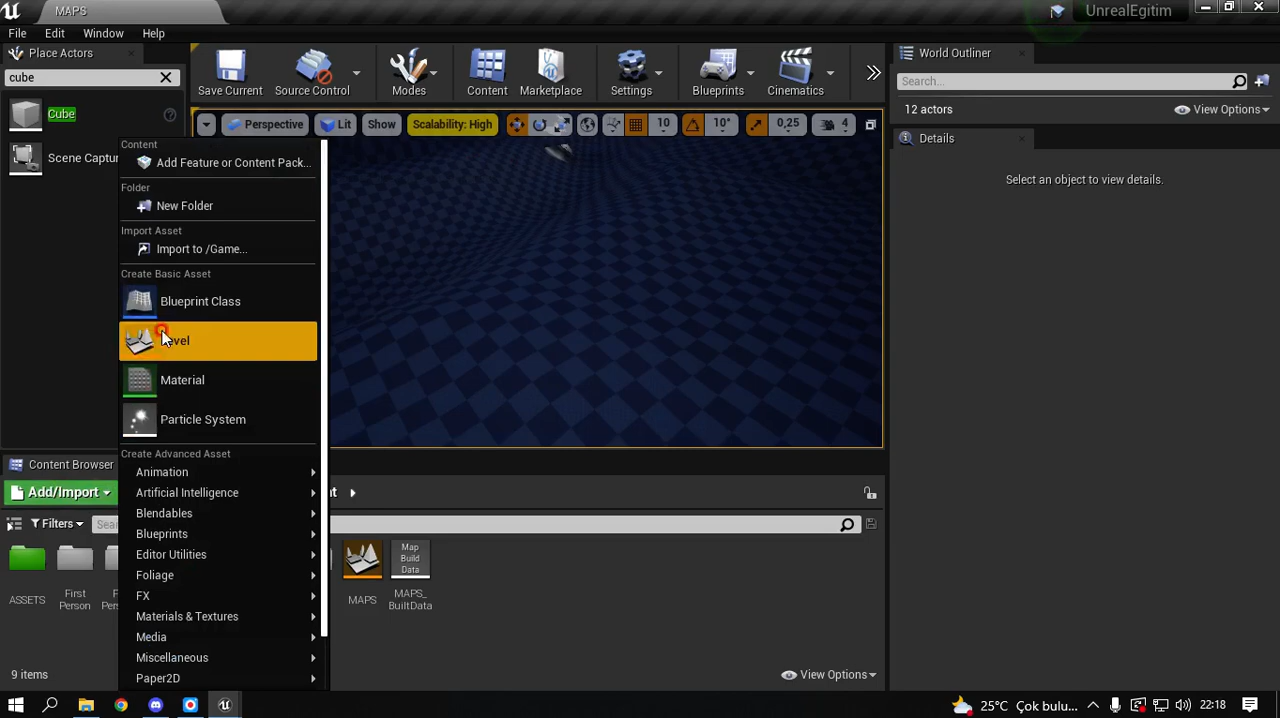 MAPS
UnrealEgitim
File
Edit
Window
Help
Place Actors
cube
Cube
Save Current
Source Control
Modes
Content
Marketplace
Settings
Blueprints
Cinematics
Perspective
Lit
Show
Scalability: High
10
10°
0,25
4
World Outliner
Search...
12 actors
View Options
Details
Select an object to view details.
Content
Add Feature or Content Pack...
Folder
New Folder
Import Asset
Import to /Game...
Create Basic Asset
Blueprint Class
Level
Material
Particle System
Create Advanced Asset
Animation
Artificial Intelligence
Blendables
Blueprints
Editor Utilities
Foliage
FX
Materials & Textures
Media
Miscellaneous
Paper2D
Scene Captu
Content Browser
Add/Import
Filters
Sea
ASSETS
First
Person
MAPS
Map
Build
Data
MAPS_
BuiltData
9 items
View Options
25°C
Çok bulu...
22:18